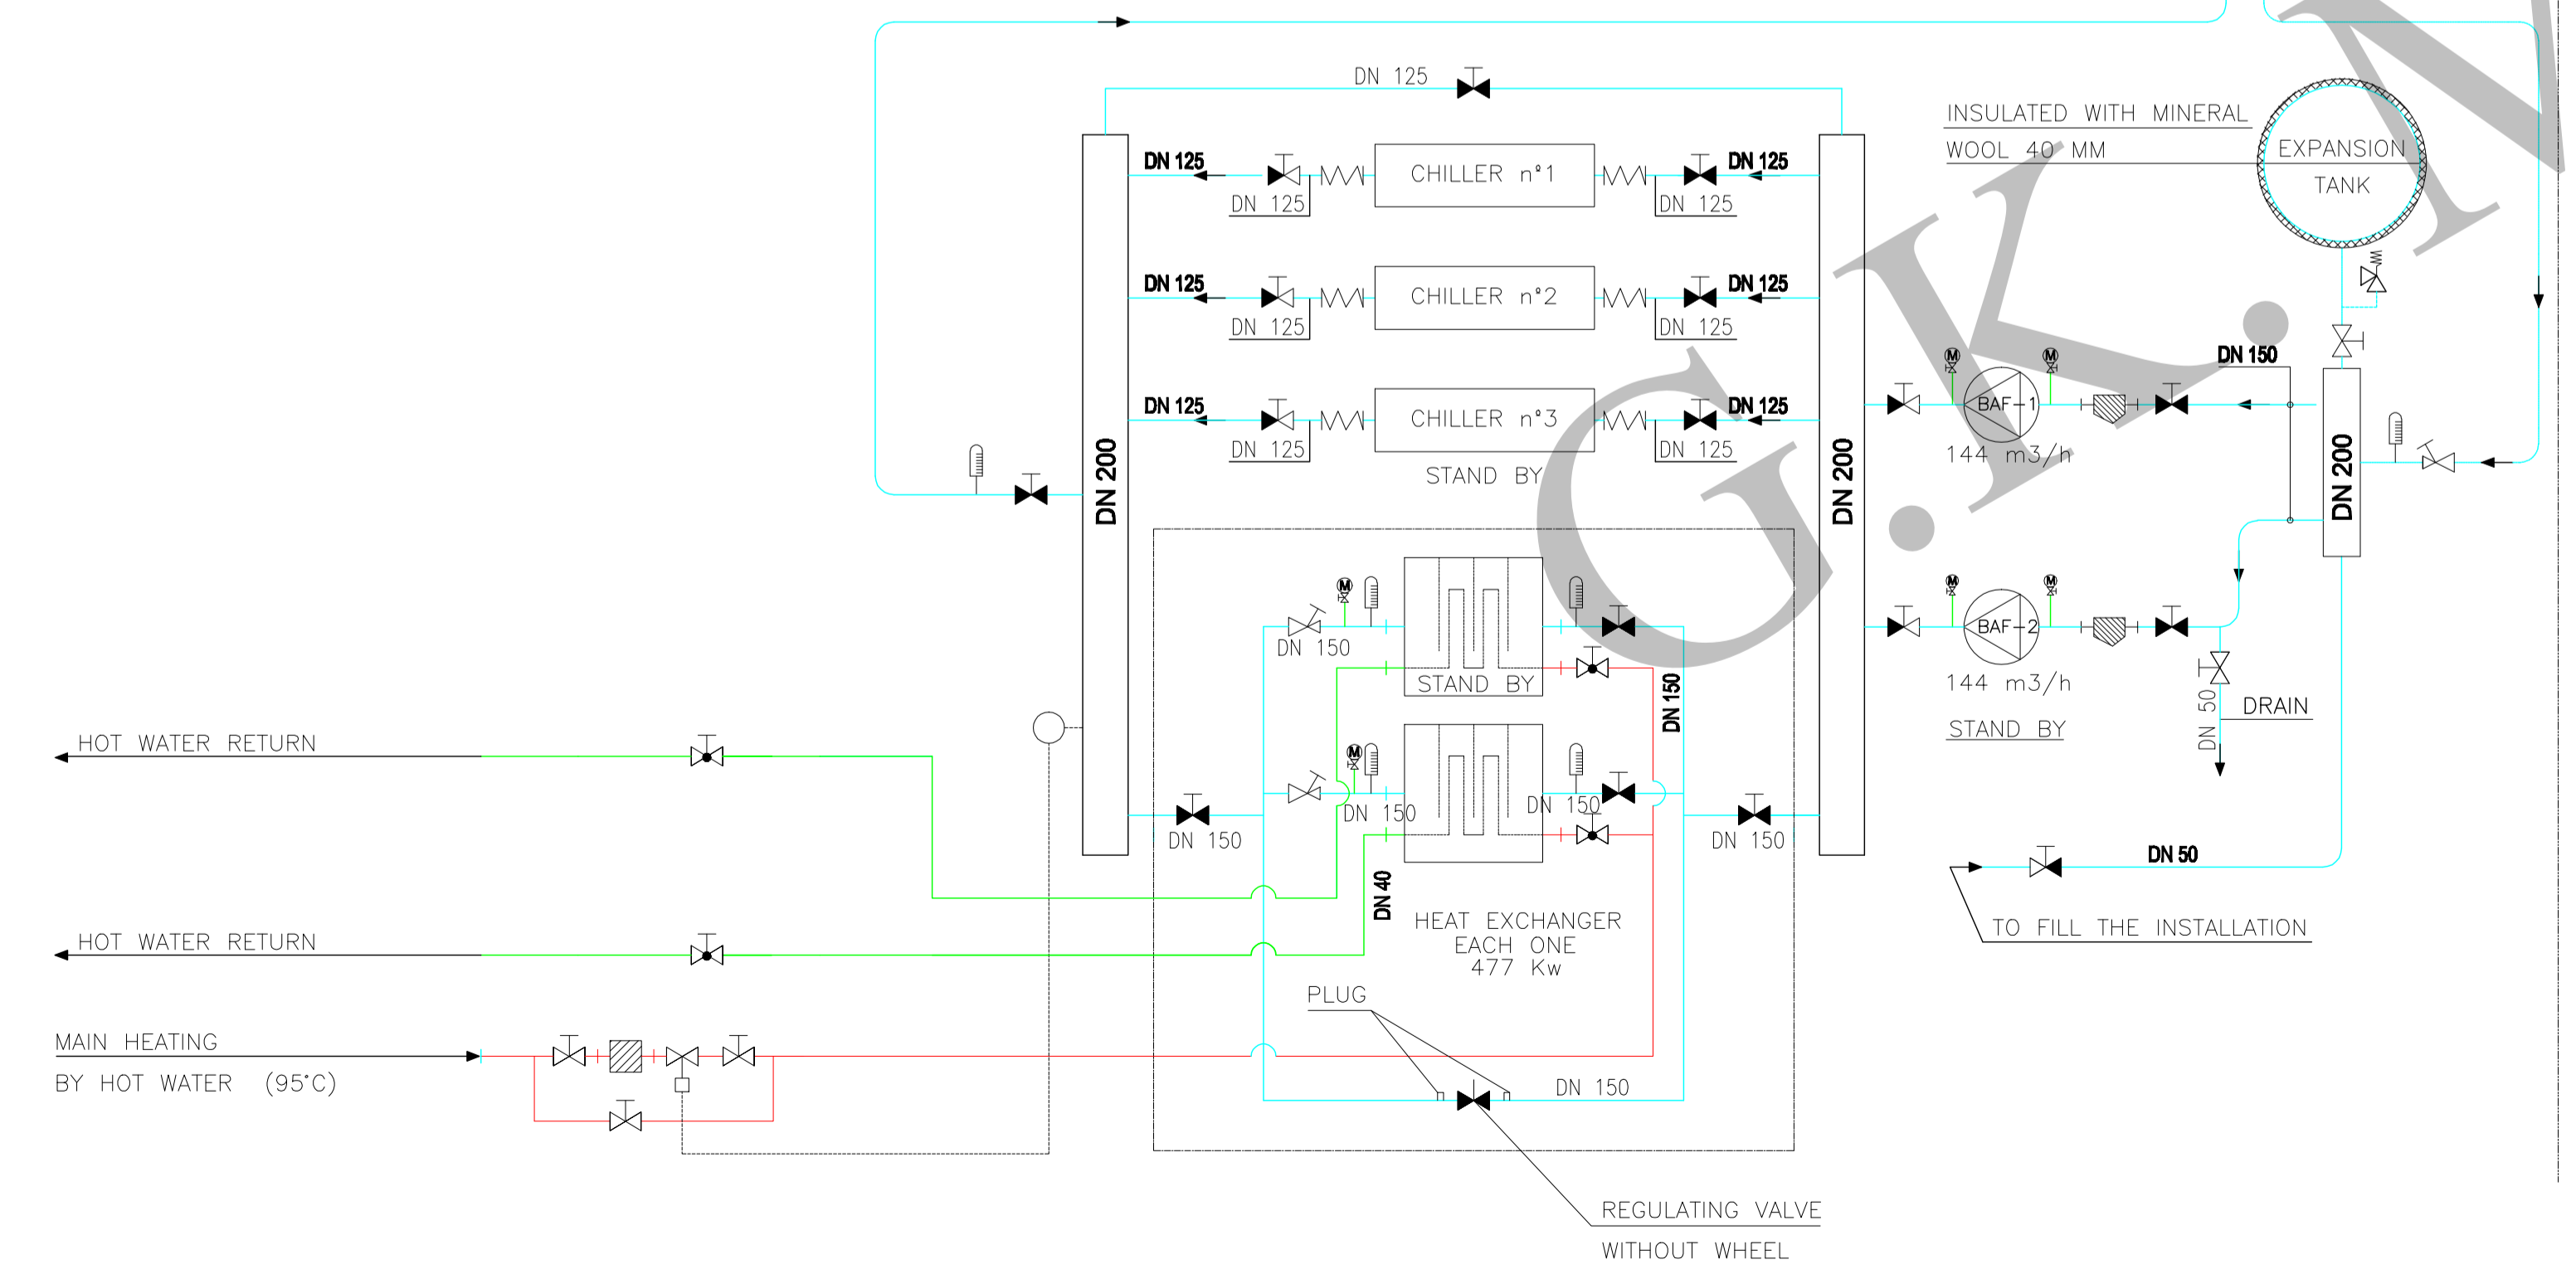 DN 125
INSULATED WITH MINERAL
WOOL 40 MM
EXPANSION
TANK
DN 125
CHILLER n°1
DN 125
DN 125
DN 125
DN 125
CHILLER n°2
DN 125
DN 125
DN 125
DN 125
CHILLER n°3
DN 125
DN 125
DN 125
STAND BY
DN 200
DN 200
DN 150
M
M
BAF-1
144 m3/h
DN 200
M
M
BAF-2
144 m3/h
STAND BY
DN 50
DRAIN
M
DN 150
STAND BY
DN 150
M
DN 150
DN 150
DN 150
DN 150
DN 40
HEAT EXCHANGER
EACH ONE
477 Kw
DN 50
TO FILL THE INSTALLATION
HOT WATER RETURN
HOT WATER RETURN
PLUG
MAIN HEATING
BY HOT WATER (95°C)
DN 150
REGULATING VALVE
WITHOUT WHEEL
G.K.N